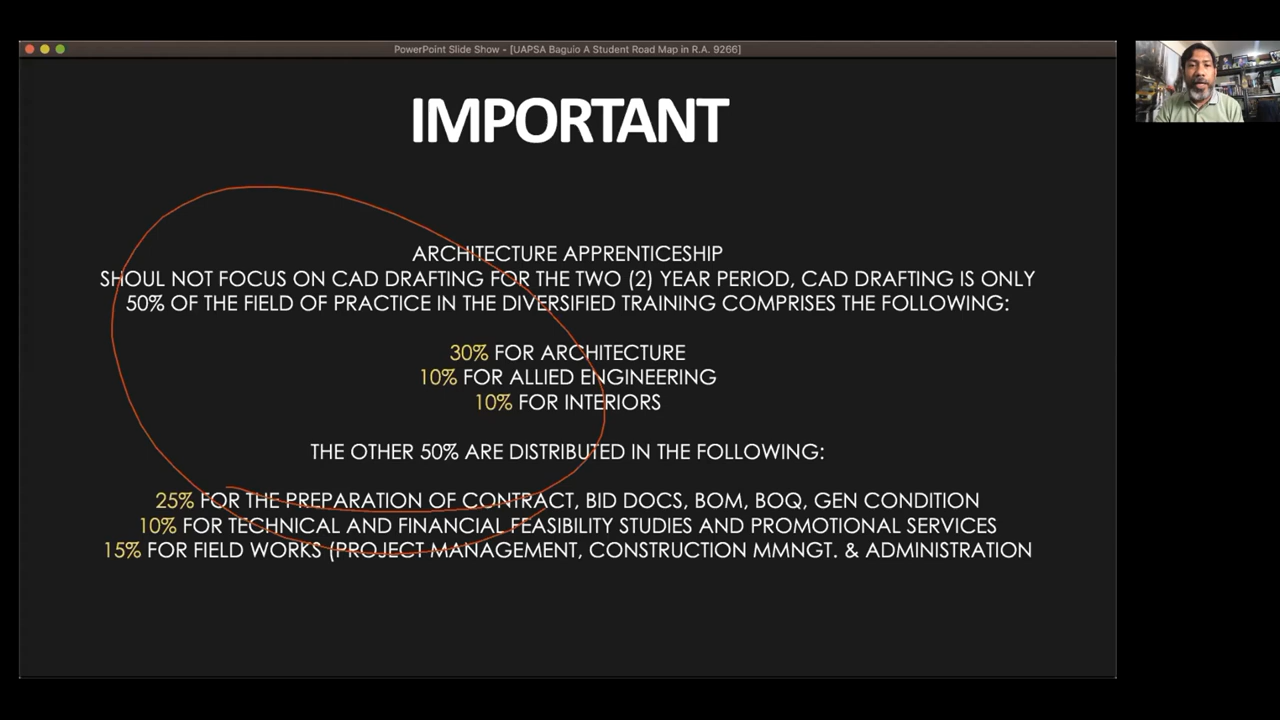 PowerPoint Slide Show - [UAPSA Baguio A Student Road Map in R.A. 9266]
IMPORTANT
ARCHITECTURE APPRENTICESHIP
SHOUL NOT FOCUS ON CAD DRAFTING FOR THE TWO (2) YEAR PERIOD, CAD DRAFTING IS ONLY
50% OF THE FIELD OF PRACTICE IN THE DIVERSIFIED TRAINING COMPRISES THE FOLLOWING:
30% FOR ARCHITECTURE
10% FOR ALLIED ENGINEERING
10% FOR INTERIORS
THE OTHER 50% ARE DISTRIBUTED IN THE FOLLOWING:
25% FOR THE PREPARATION OF CONTRACT, BID DOCS, BOM, BOQ, GEN CONDITION
10% FOR TECHNICAL AND FINANCIAL FEASIBILITY STUDIES AND PROMOTIONAL SERVICES
15% FOR FIELD WORKS (PROJECT MANAGEMENT, CONSTRUCTION MMNGT. & ADMINISTRATION